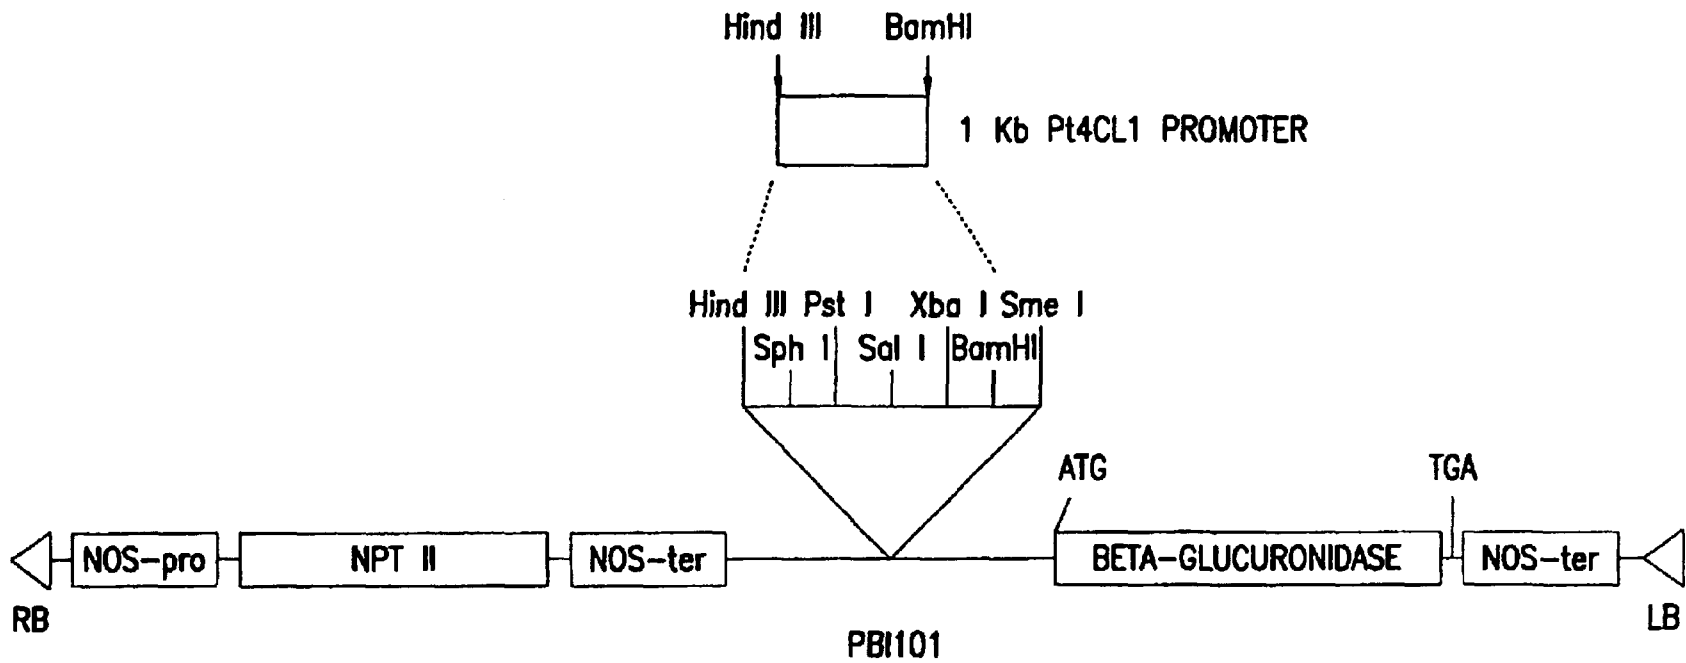 Hind III BamHI
1 Kb Pt4CL1 PROMOTER
Hind III Pst I Xba I Sme I
Sph I Sal I BamHI
ATG TGA
NOS-pro NPT II NOS-ter BETA-GLUCURONIDASE NOS-ter
RB LB
PBI101